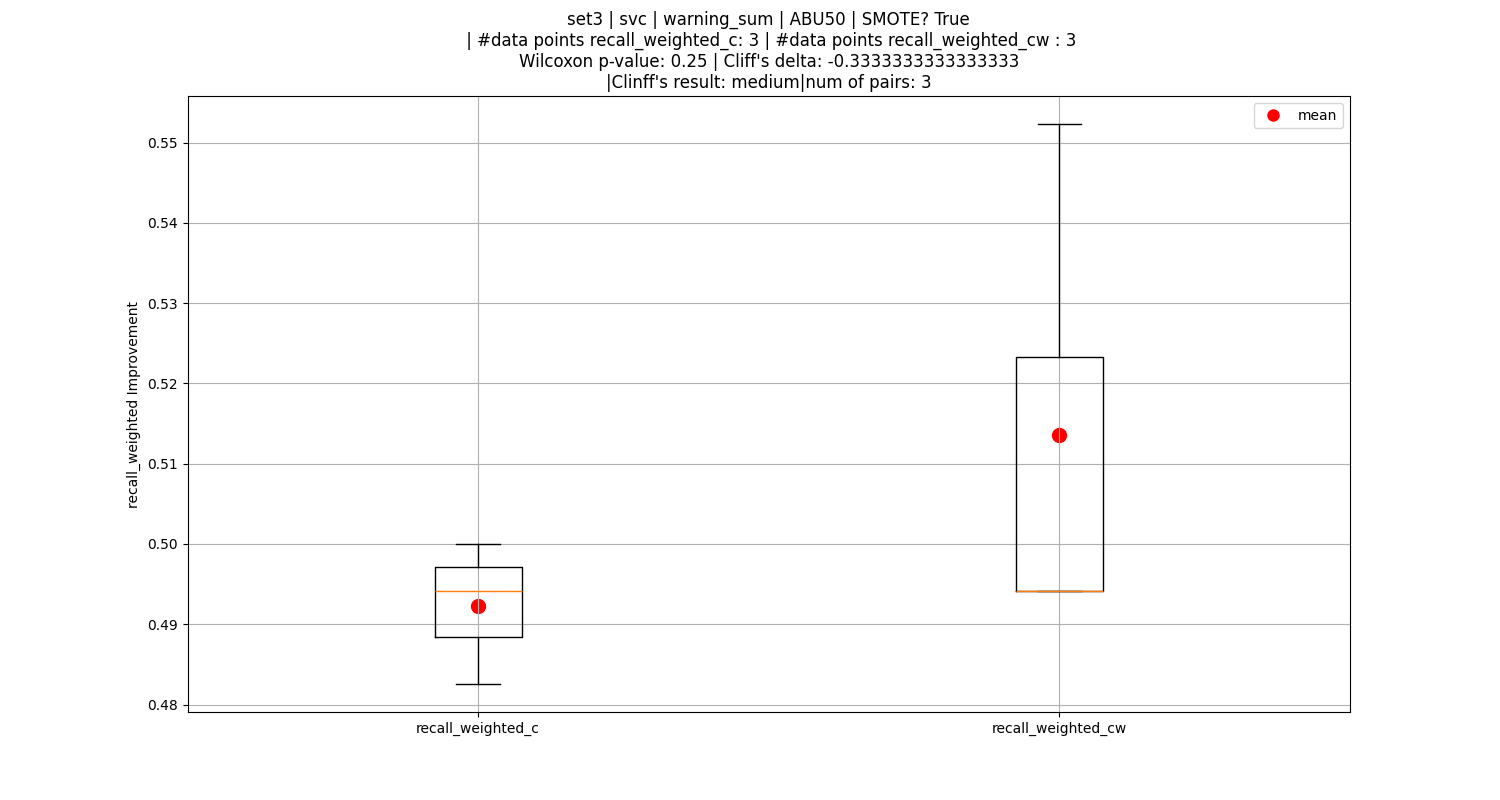 set3 | svc | warning_sum | ABU50 | SMOTE? True
| #data points recall_weighted_c: 3 | #data points recall_weighted_cw : 3
Wilcoxon p-value: 0.25 | Cliff's delta: -0.3333333333333333
|Clinff's result: medium|num of pairs: 3
mean
0.55
0.54
0.53
0.52
0.51
0.50
0.49
0.48
recall_weighted Improvement
recall_weighted_c
recall_weighted_cw